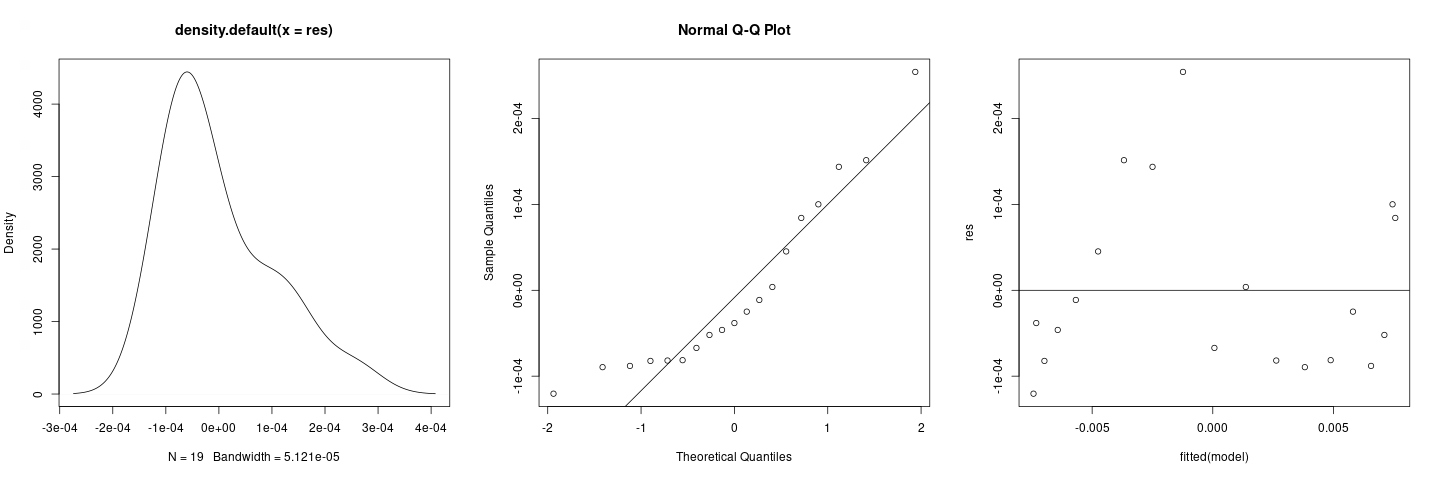 density.default(x = res)
Density
0
1000
2000
3000
4000
-3e-04 -2e-04 -1e-04 0e+00 1e-04 2e-04 3e-04 4e-04
N = 19 Bandwidth = 5.121e-05
Normal Q-Q Plot
Sample Quantiles
-1e-04
0e+00
1e-04
2e-04
-2 -1 0 1 2
Theoretical Quantiles
res
-1e-04
0e+00
1e-04
2e-04
-0.005 0.000 0.005
fitted(model)